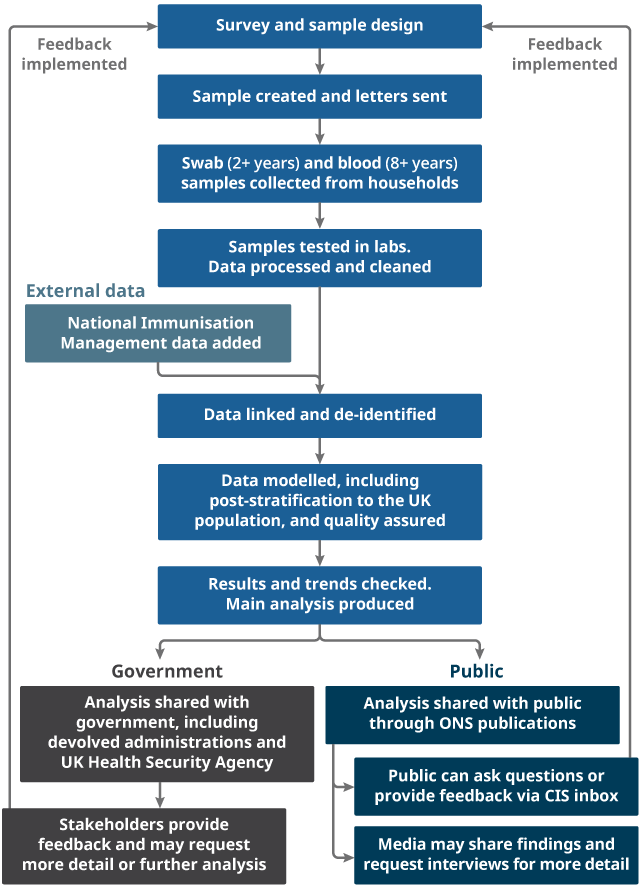 Survey and sample design
Feedback
implemented
Feedback
implemented
Sample created and letters sent
Swab (2+ years) and blood (8+ years)
samples collected from households
Samples tested in labs.
Data processed and cleaned
External data
National Immunisation
Management data added
Data linked and de-identified
Data modelled, including
post-stratification to the UK
population, and quality assured
Results and trends checked.
Main analysis produced
Government
Analysis shared with
government, including
devolved administrations and
UK Health Security Agency
Stakeholders provide
feedback and may request
more detail or further analysis
Public
Analysis shared with public
through ONS publications
Public can ask questions or
provide feedback via CIS inbox
Media may share findings and
request interviews for more detail